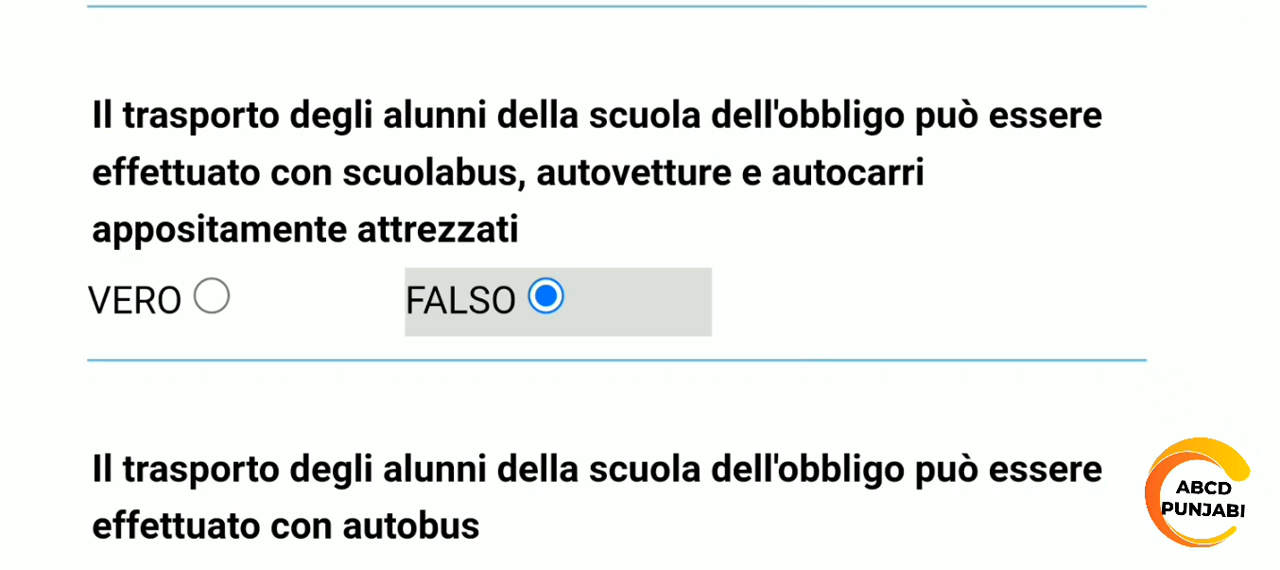 Il trasporto degli alunni della scuola dell'obbligo può essere
effettuato con scuolabus, autovetture e autocarri
appositamente attrezzati
VERO FALSO
Il trasporto degli alunni della scuola dell'obbligo può essere
effettuato con autobus
ABCD
PUNJABI